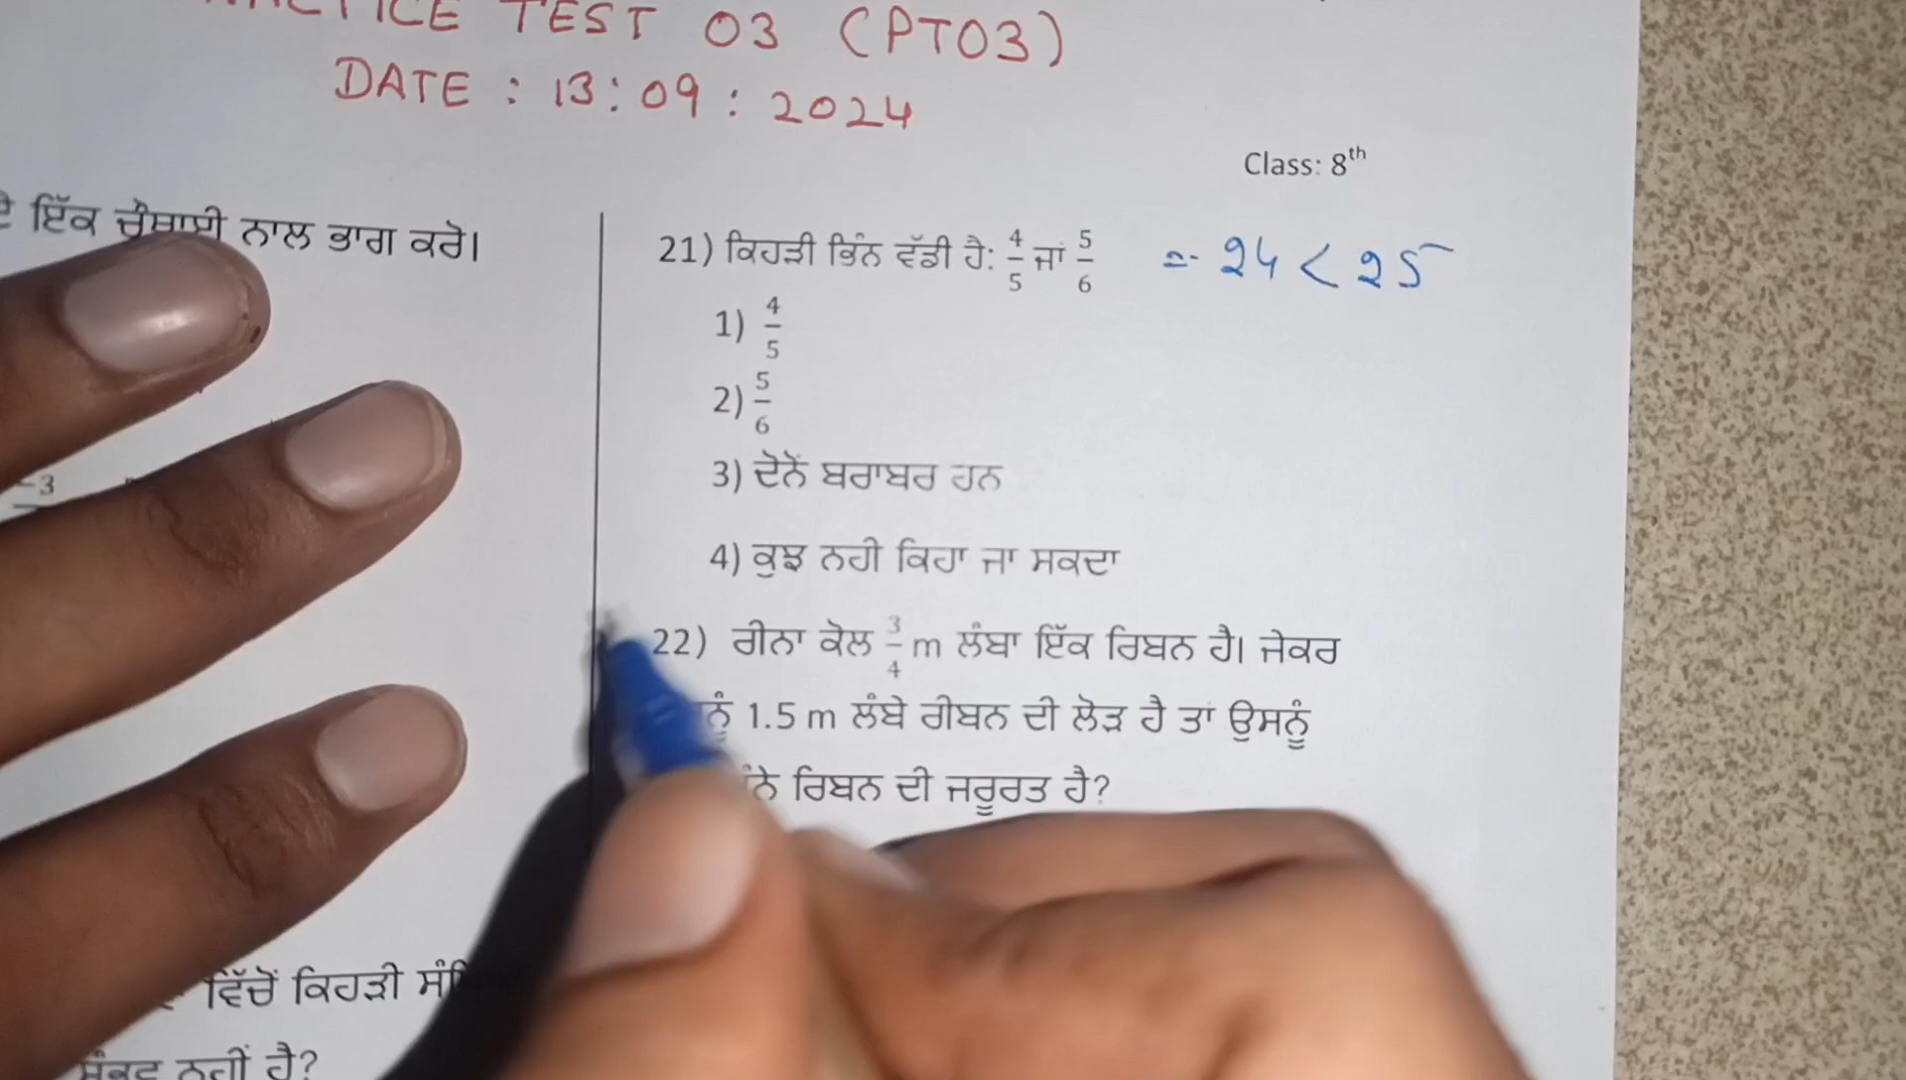 TEST 03 (PT03)
DATE : 13:09:2024
Class: 8th
ਇੱਕ ਚੌਥਾਈ ਨਾਲ ਭਾਗ ਕਰੋ।
-3
21) ਕਿਹੜੀ ਭਿੰਨ ਵੱਡੀ ਹੈ: 4/5 ਜਾਂ 5/6 = 24 < 25
1) 4/5
2) 5/6
3) ਦੋਨੋਂ ਬਰਾਬਰ ਹਨ
4) ਕੁਝ ਨਹੀ ਕਿਹਾ ਜਾ ਸਕਦਾ
22) ਰੀਨਾ ਕੋਲ 3/4 m ਲੰਬਾ ਇੱਕ ਰਿਬਨ ਹੈ। ਜੇਕਰ
1.5 m ਲੰਬੇ ਰੀਬਨ ਦੀ ਲੋੜ ਹੈ ਤਾਂ ਉਸਨੂੰ
ਰਿਬਨ ਦੀ ਜਰੂਰਤ ਹੈ?
ਵਿੱਚੋਂ ਕਿਹੜੀ
ਨਹੀਂ ਹੈ?